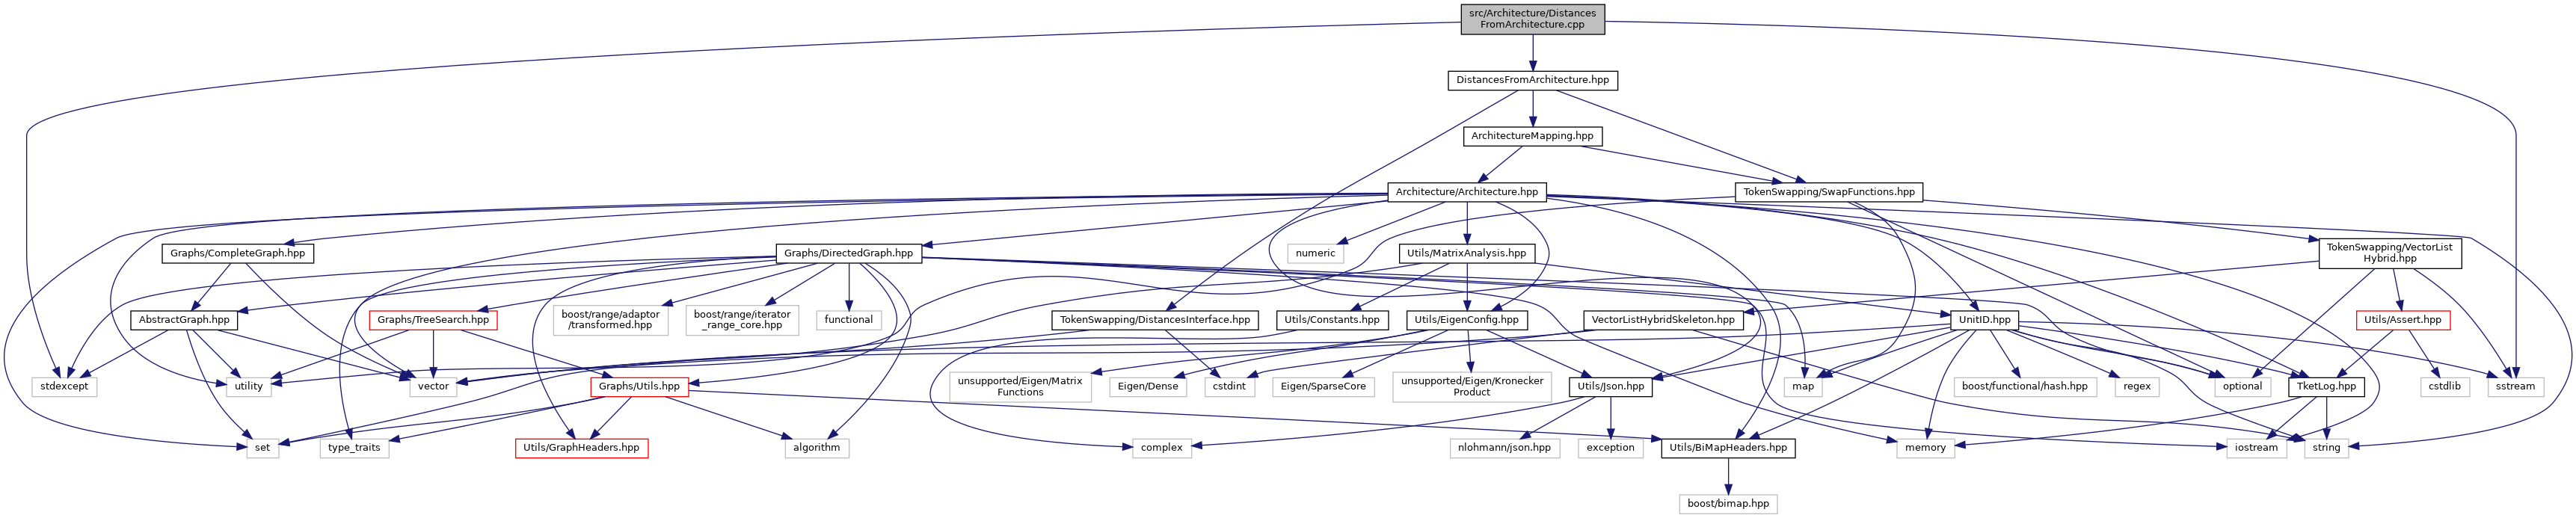 src/Architecture/Distances
FromArchitecture.cpp
DistancesFromArchitecture.hpp
ArchitectureMapping.hpp
Architecture/Architecture.hpp
TokenSwapping/SwapFunctions.hpp
Graphs/CompleteGraph.hpp
Graphs/DirectedGraph.hpp
numeric
Utils/MatrixAnalysis.hpp
TokenSwapping/VectorList
Hybrid.hpp
AbstractGraph.hpp
Graphs/TreeSearch.hpp
boost/range/adaptor
/transformed.hpp
boost/range/iterator
_range_core.hpp
functional
TokenSwapping/DistancesInterface.hpp
Utils/Constants.hpp
Utils/EigenConfig.hpp
VectorListHybridSkeleton.hpp
UnitID.hpp
Utils/Assert.hpp
stdexcept
utility
vector
Graphs/Utils.hpp
unsupported/Eigen/Matrix
Functions
Eigen/Dense
cstdint
Eigen/SparseCore
unsupported/Eigen/Kronecker
Product
Utils/Json.hpp
map
boost/functional/hash.hpp
regex
optional
TketLog.hpp
cstdlib
sstream
set
type_traits
Utils/GraphHeaders.hpp
algorithm
complex
nlohmann/json.hpp
exception
Utils/BiMapHeaders.hpp
memory
iostream
string
boost/bimap.hpp